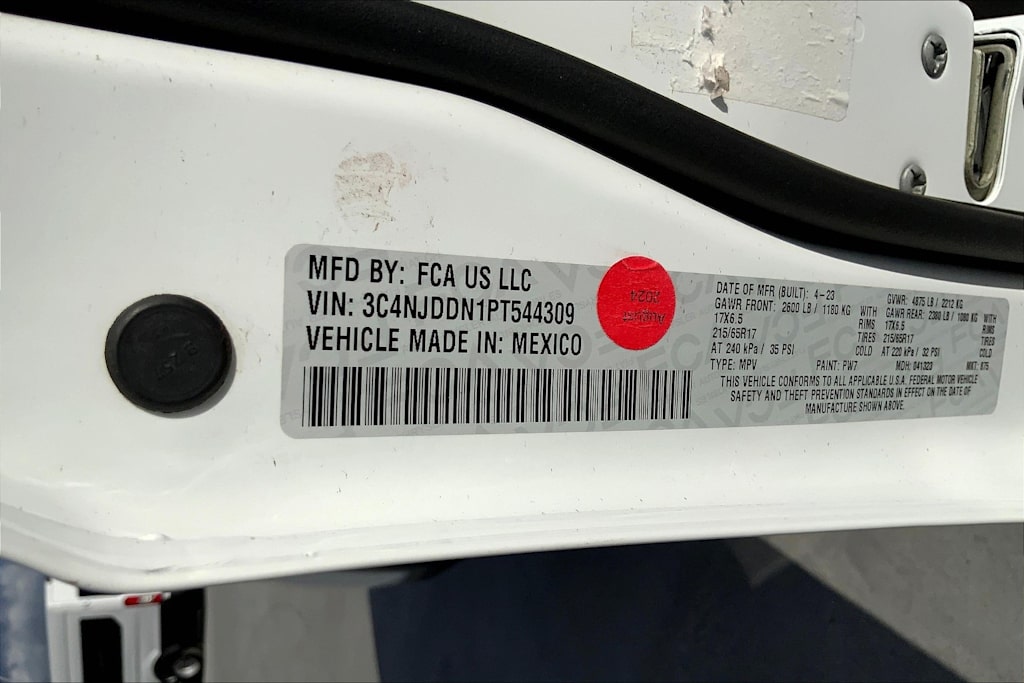 MFD BY: FCA US LLC
VIN: 3C4NJDDN1PT544309
VEHICLE MADE IN: MEXICO
August
2024
DATE OF MFR (BUILT): 4-23 GVWR: 4875 LB / 2212 KG
GAWR FRONT: 2600 LB / 1180 KG WITH GAWR REAR: 2380 LB / 1080 KG WITH
17X6.5 RIMS 17X6.5 RIMS
215/65R17 TIRES 215/65R17 TIRES
AT 240 kPa / 35 PSI COLD AT 220 kPa / 32 PSI COLD
TYPE: MPV PAINT: PW7 MDH: 041323 MKT: 875
THIS VEHICLE CONFORMS TO ALL APPLICABLE U.S.A. FEDERAL MOTOR VEHICLE
SAFETY AND THEFT PREVENTION STANDARDS IN EFFECT ON THE DATE OF
MANUFACTURE SHOWN ABOVE.